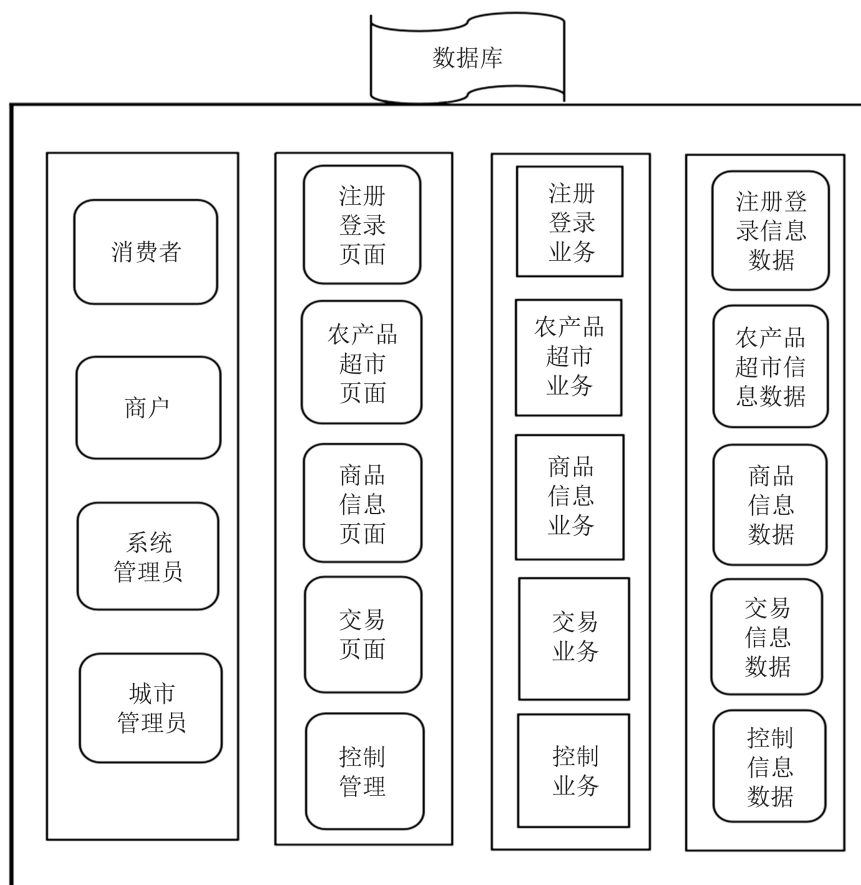 数据库
消费者
商户
系统
管理员
城市
管理员
注册
登录
页面
农产品
超市
页面
商品
信息
页面
交易
页面
控制
管理
注册
登录
业务
农产品
超市
业务
商品
信息
业务
交易
业务
控制
业务
注册登
录信息
数据
农产品
超市信
息数据
商品
信息
数据
交易
信息
数据
控制
信息
数据